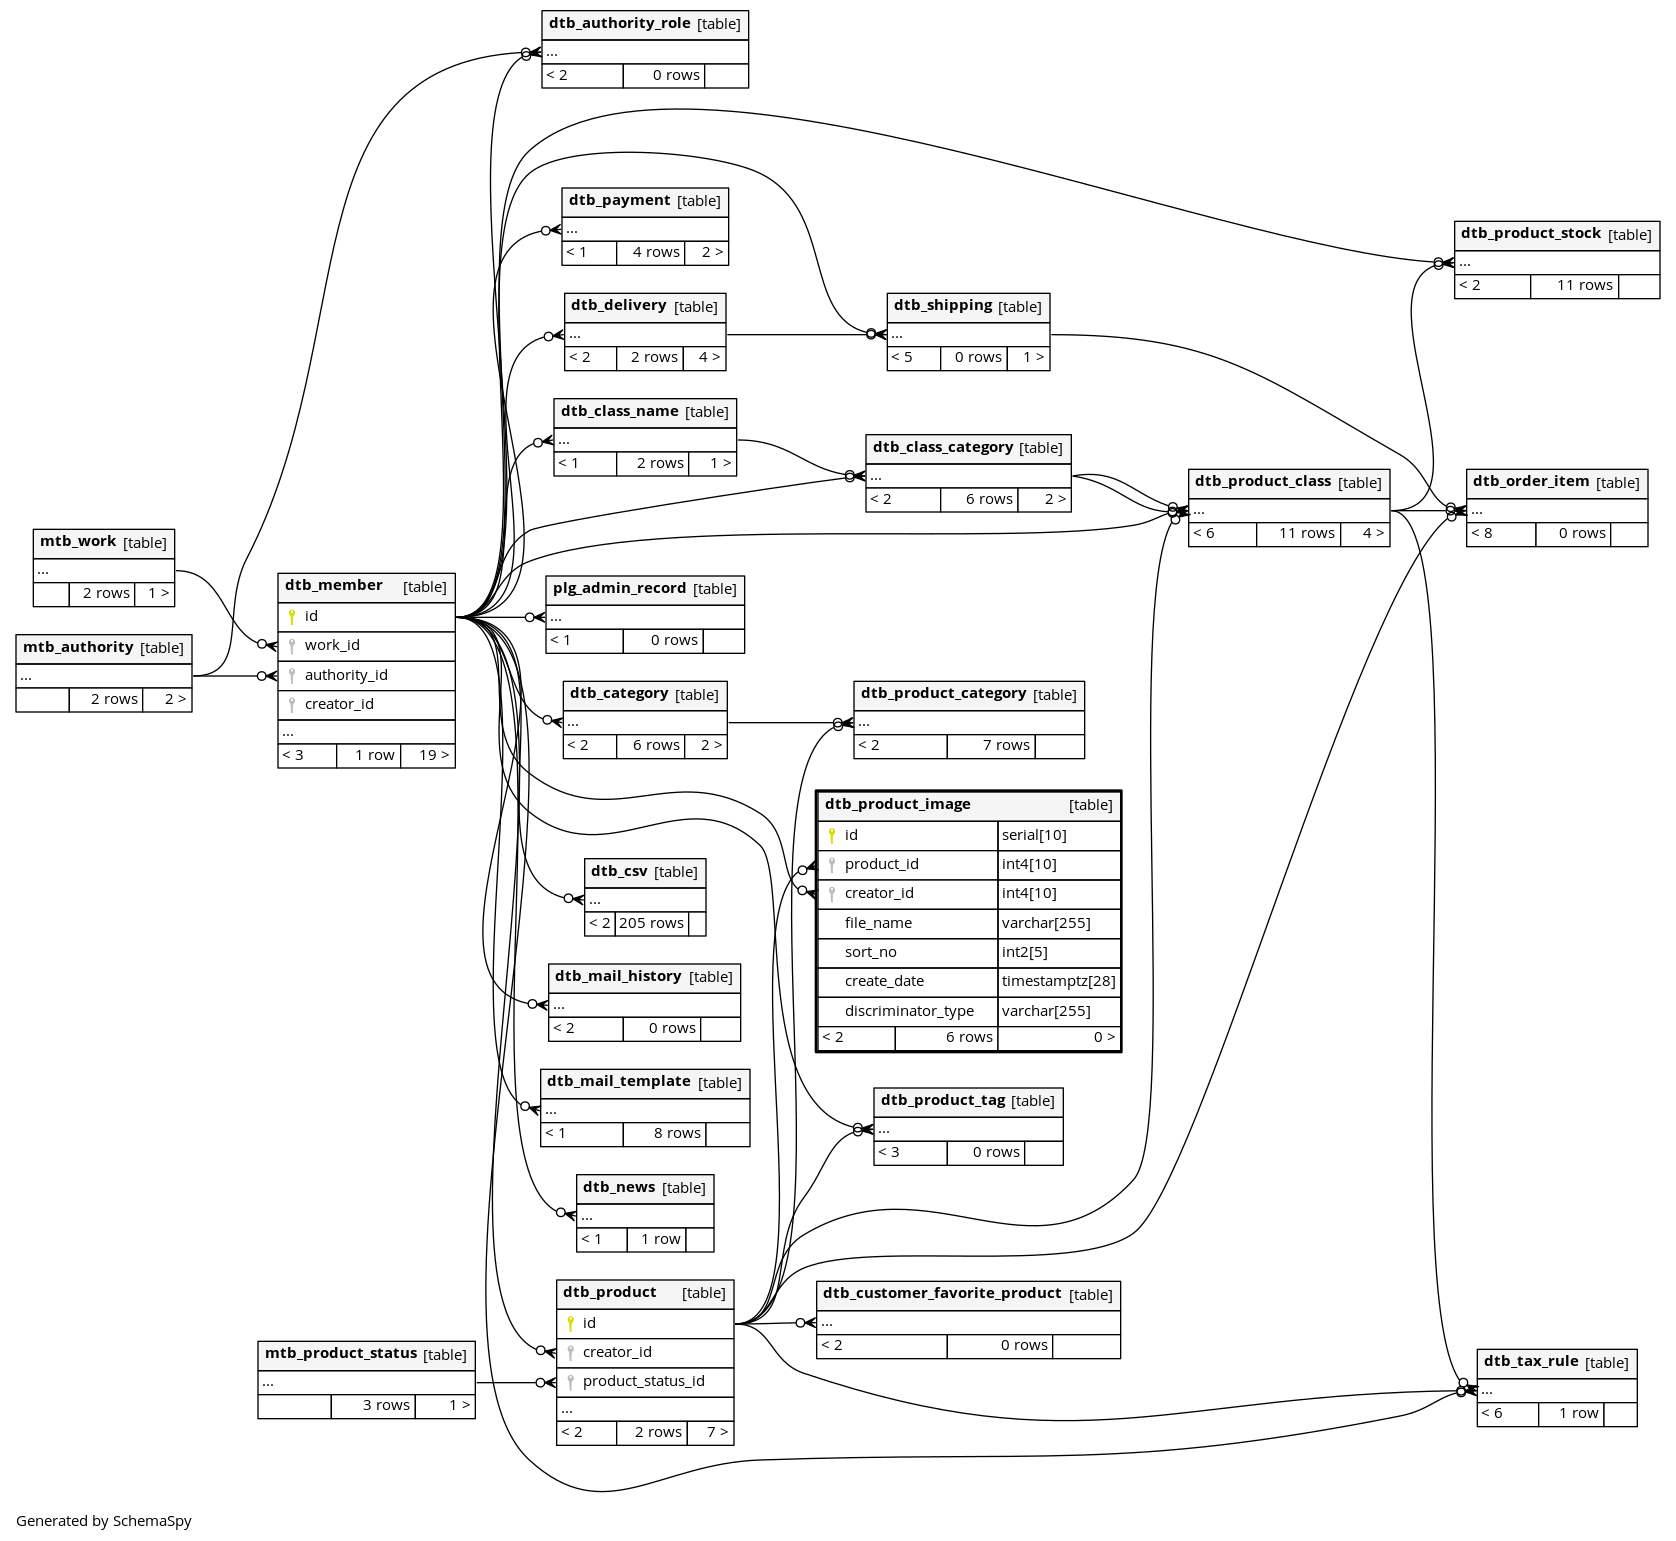 dtb_authority_role [table]
...
< 2 0 rows
dtb_payment [table]
...
< 1 4 rows 2 >
dtb_product_stock [table]
...
< 2 11 rows
dtb_delivery [table]
...
< 2 2 rows 4 >
dtb_shipping [table]
...
< 5 0 rows 1 >
dtb_class_name [table]
...
< 1 2 rows 1 >
dtb_class_category [table]
...
< 2 6 rows 2 >
dtb_product_class [table]
...
< 6 11 rows 4 >
dtb_order_item [table]
...
< 8 0 rows
mtb_work [table]
...
2 rows 1 >
mtb_authority [table]
...
2 rows 2 >
dtb_member [table]
id
work_id
authority_id
creator_id
...
< 3 1 row 19 >
plg_admin_record [table]
...
< 1 0 rows
dtb_category [table]
...
< 2 6 rows 2 >
dtb_product_category [table]
...
< 2 7 rows
dtb_product_image [table]
id serial[10]
product_id int4[10]
creator_id int4[10]
file_name varchar[255]
sort_no int2[5]
create_date timestamptz[28]
discriminator_type varchar[255]
< 2 6 rows 0 >
dtb_csv [table]
...
< 2 205 rows
dtb_mail_history [table]
...
< 2 0 rows
dtb_mail_template [table]
...
< 1 8 rows
dtb_product_tag [table]
...
< 3 0 rows
dtb_news [table]
...
< 1 1 row
dtb_product [table]
id
creator_id
product_status_id
...
< 2 2 rows 7 >
dtb_customer_favorite_product [table]
...
< 2 0 rows
mtb_product_status [table]
...
3 rows 1 >
dtb_tax_rule [table]
...
< 6 1 row
Generated by SchemaSpy